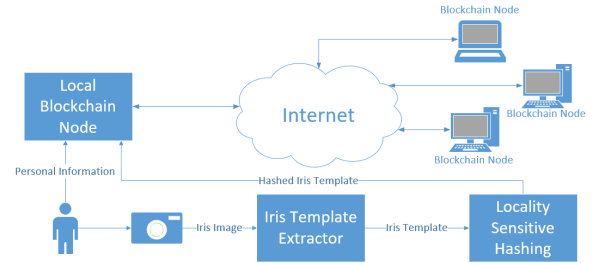 Blockchain Node
Local
Blockchain
Node
Internet
Blockchain Node
Blockchain Node
Personal Information
Hashed Iris Template
Iris Image
Iris Template
Extractor
Iris Template
Locality
Sensitive
Hashing